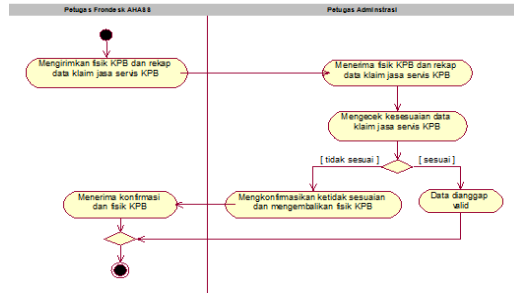 Petugas Frondesk AHASS
Petugas Adminstrasi
Mengirimkan fisik KPB dan rekap
data klaim jasa servis KPB
Menerima fisik KPB dan rekap
data klaim jasa servis KPB
Mengecek kesesuaian data
klaim jasa servis KPB
[ tidak sesuai ]
[ sesuai ]
Menerima konfirmasi
dan fisik KPB
Mengkonfirmasikan ketidak sesuaian
dan mengembalikan fisik KPB
Data dianggap
valid